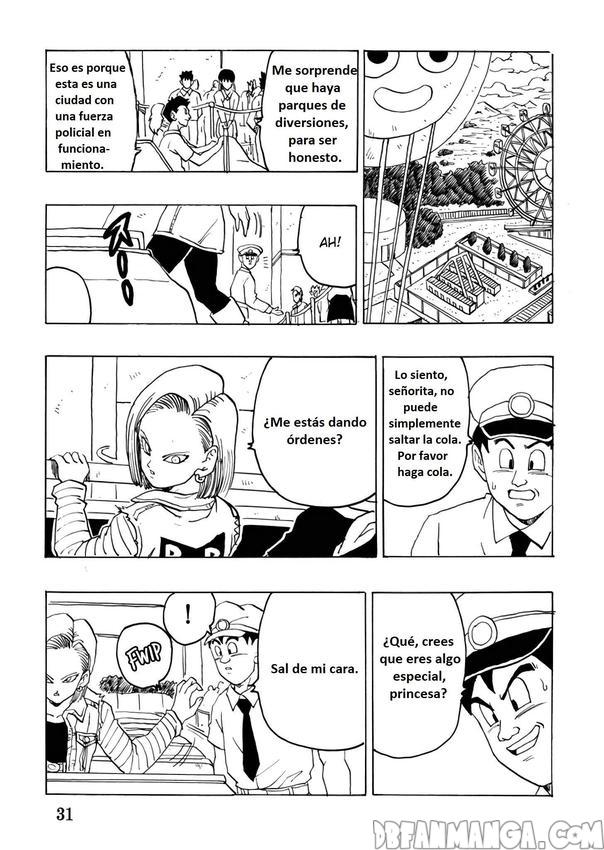 Me sorprende
que haya
parques de
diversiones,
para ser
honesto.
Eso es porque
esta es una
ciudad con
una fuerza
policial en
funciona-
miento.
AH!
Lo siento,
señorita, no
puede
simplemente
saltar la cola.
Por favor
haga cola.
¿Me estás dando
órdenes?
¿Qué, crees
que eres algo
especial,
princesa?
Sal de mi cara.
!
FWIP
31
DBFANMANGA.COM